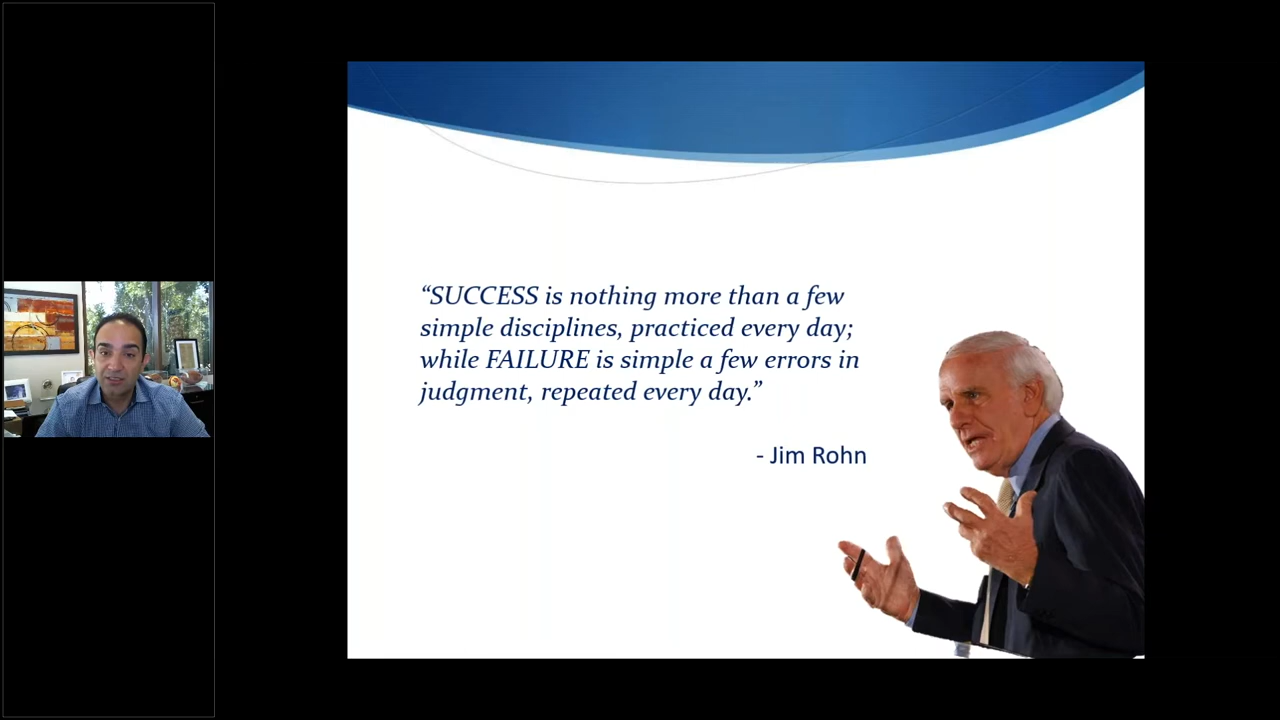 “SUCCESS is nothing more than a few
simple disciplines, practiced every day;
while FAILURE is simple a few errors in
judgment, repeated every day.”
- Jim Rohn